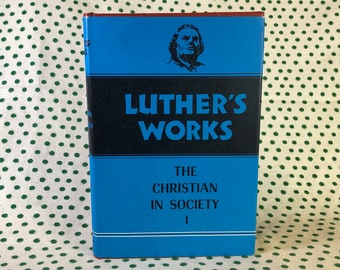 LUTHER'S
WORKS
THE
CHRISTIAN
IN SOCIETY
I